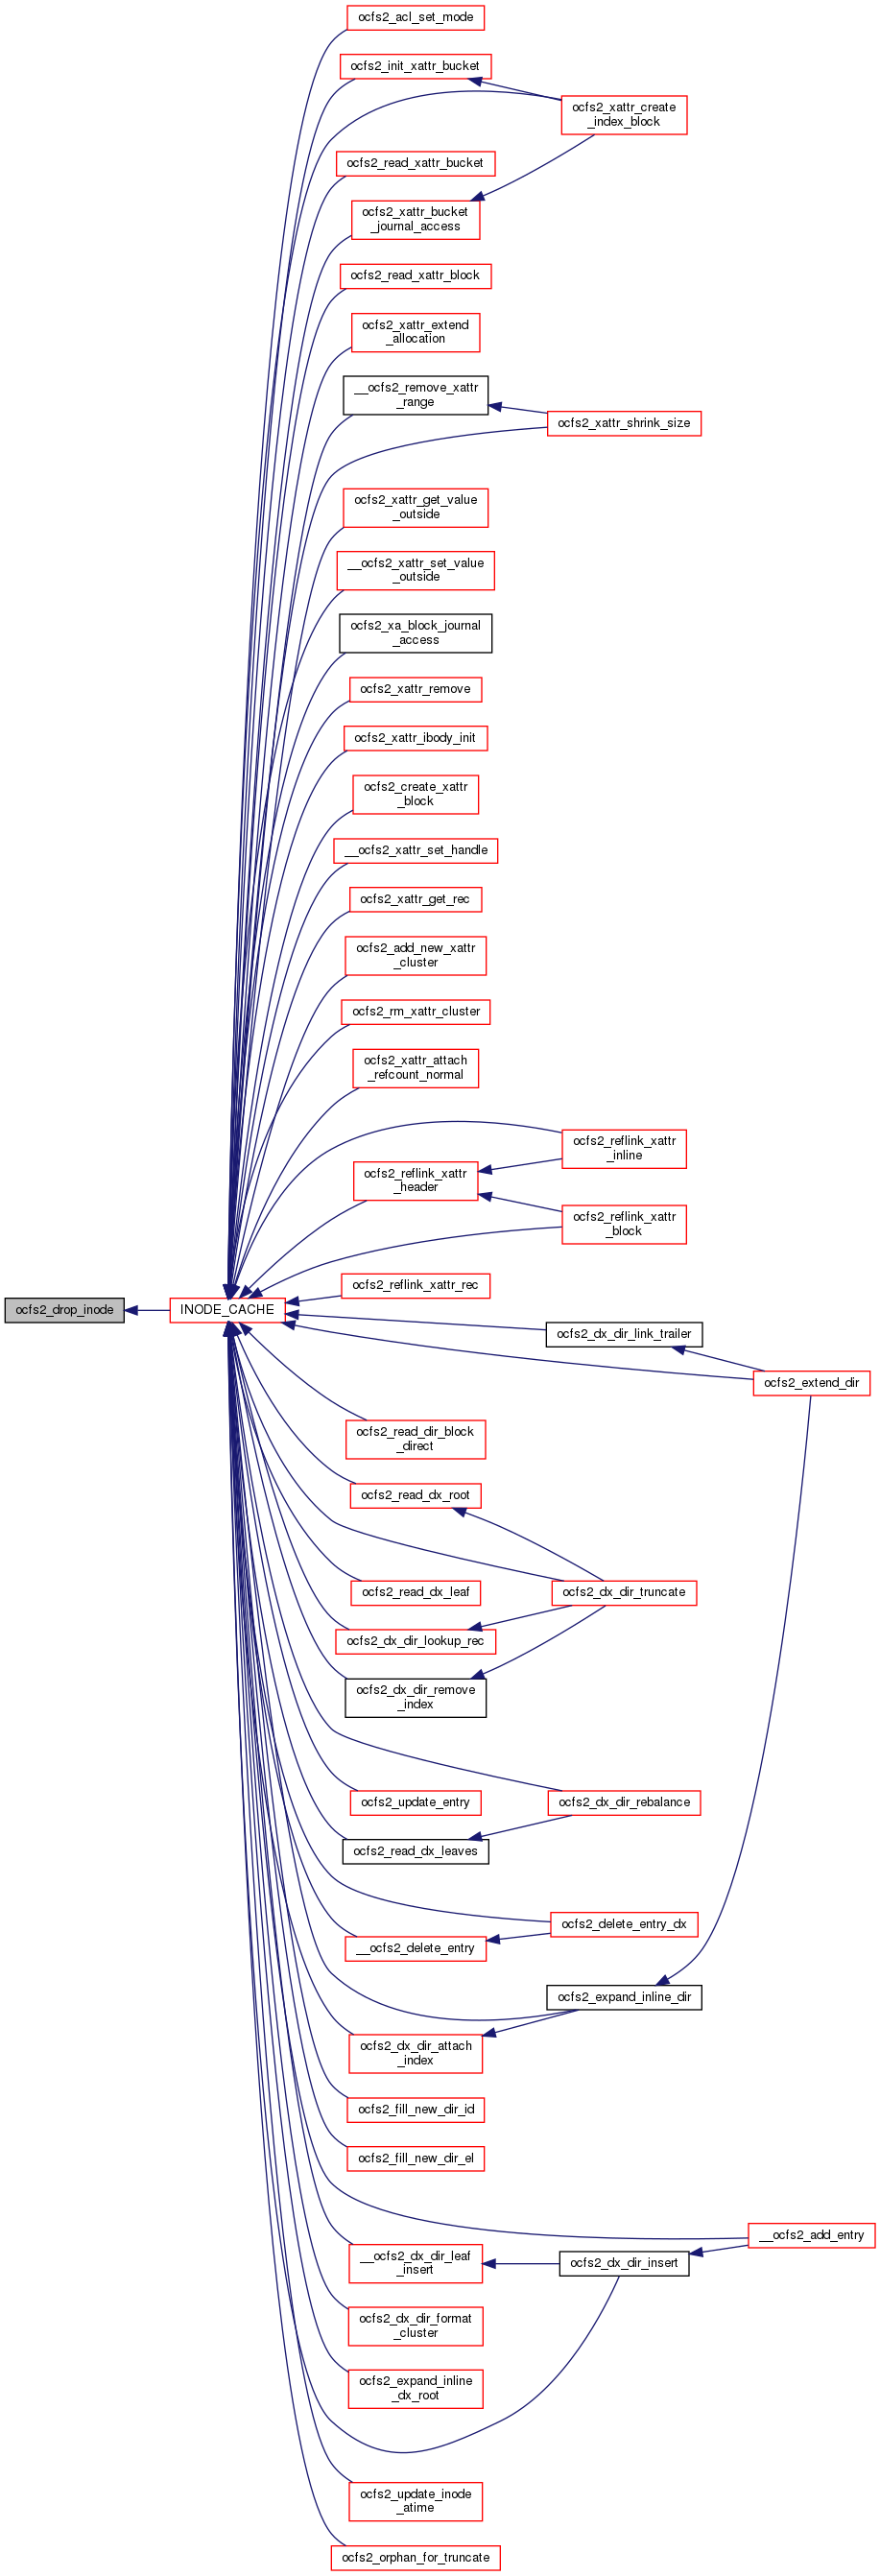 ocfs2_acl_set_mode
ocfs2_init_xattr_bucket
ocfs2_xattr_create
_index_block
ocfs2_read_xattr_bucket
ocfs2_xattr_bucket
_journal_access
ocfs2_read_xattr_block
ocfs2_xattr_extend
_allocation
__ocfs2_remove_xattr
_range
ocfs2_xattr_shrink_size
ocfs2_xattr_get_value
_outside
__ocfs2_xattr_set_value
_outside
ocfs2_xa_block_journal
_access
ocfs2_xattr_remove
ocfs2_xattr_ibody_init
ocfs2_create_xattr
_block
__ocfs2_xattr_set_handle
ocfs2_xattr_get_rec
ocfs2_add_new_xattr
_cluster
ocfs2_rm_xattr_cluster
ocfs2_xattr_attach
_refcount_normal
ocfs2_reflink_xattr
_inline
ocfs2_reflink_xattr
_header
ocfs2_reflink_xattr
_block
ocfs2_reflink_xattr_rec
ocfs2_drop_inode
INODE_CACHE
ocfs2_dx_dir_link_trailer
ocfs2_extend_dir
ocfs2_read_dir_block
_direct
ocfs2_read_dx_root
ocfs2_read_dx_leaf
ocfs2_dx_dir_truncate
ocfs2_dx_dir_lookup_rec
ocfs2_dx_dir_remove
_index
ocfs2_update_entry
ocfs2_dx_dir_rebalance
ocfs2_read_dx_leaves
ocfs2_delete_entry_dx
__ocfs2_delete_entry
ocfs2_expand_inline_dir
ocfs2_dx_dir_attach
_index
ocfs2_fill_new_dir_id
ocfs2_fill_new_dir_el
__ocfs2_add_entry
__ocfs2_dx_dir_leaf
_insert
ocfs2_dx_dir_insert
ocfs2_dx_dir_format
_cluster
ocfs2_expand_inline
_dx_root
ocfs2_update_inode
_atime
ocfs2_orphan_for_truncate